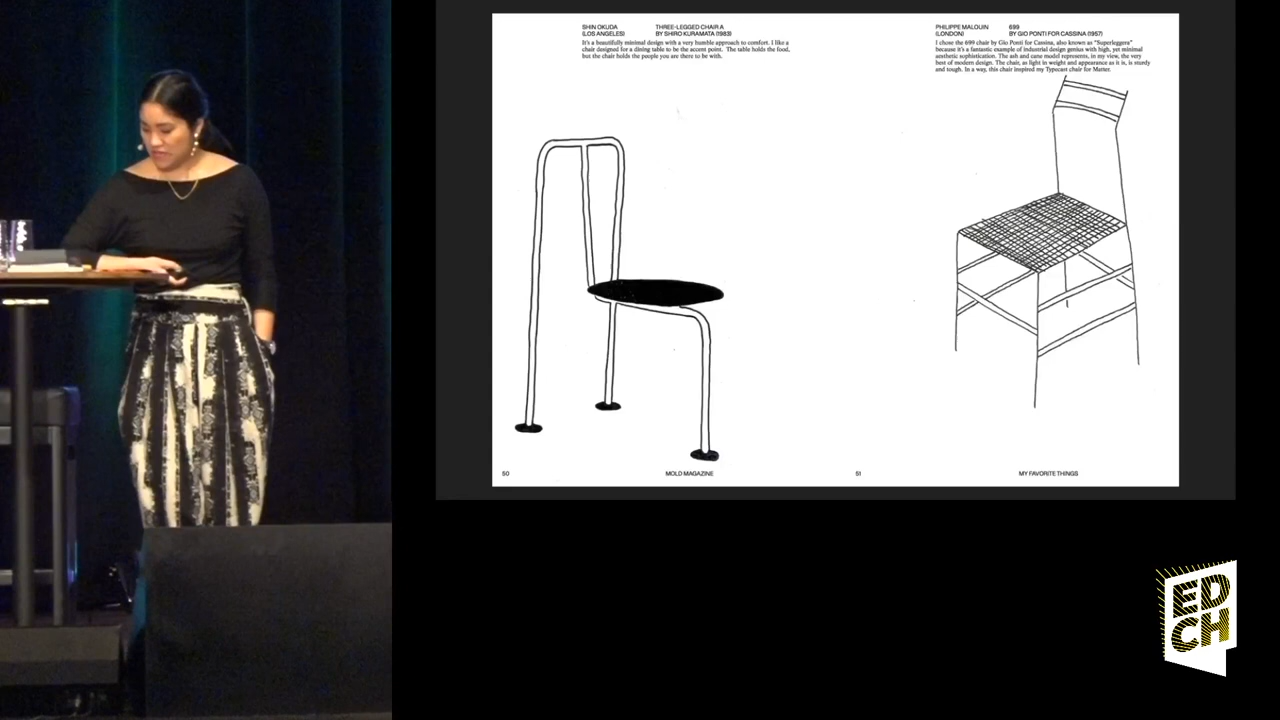 SHIN OKUDA
(LOS ANGELES)
THREE-LEGGED CHAIR A
BY SHIRO KURAMATA (1983)
It's a beautifully minimal design with a very humble approach to comfort. I like a
chair designed for a dining table to be the accent point. The table holds the food,
but the chair holds the people you are there to be with.
PHILIPPE MALOUIN
(LONDON)
699
BY GIO PONTI FOR CASSINA (1957)
I chose the 699 chair by Gio Ponti for Cassina, also known as "Superleggera"
because it's a fantastic example of industrial design genius with high, yet minimal
aesthetic sophistication. The ash and cane model represents, in my view, the very
best of modern design. The chair, as light in weight and appearance as it is, is sturdy
and tough. In a way, this chair inspired my Typecast chair for Matter.
50
MOLD MAGAZINE
51
MY FAVORITE THINGS
ED
CH